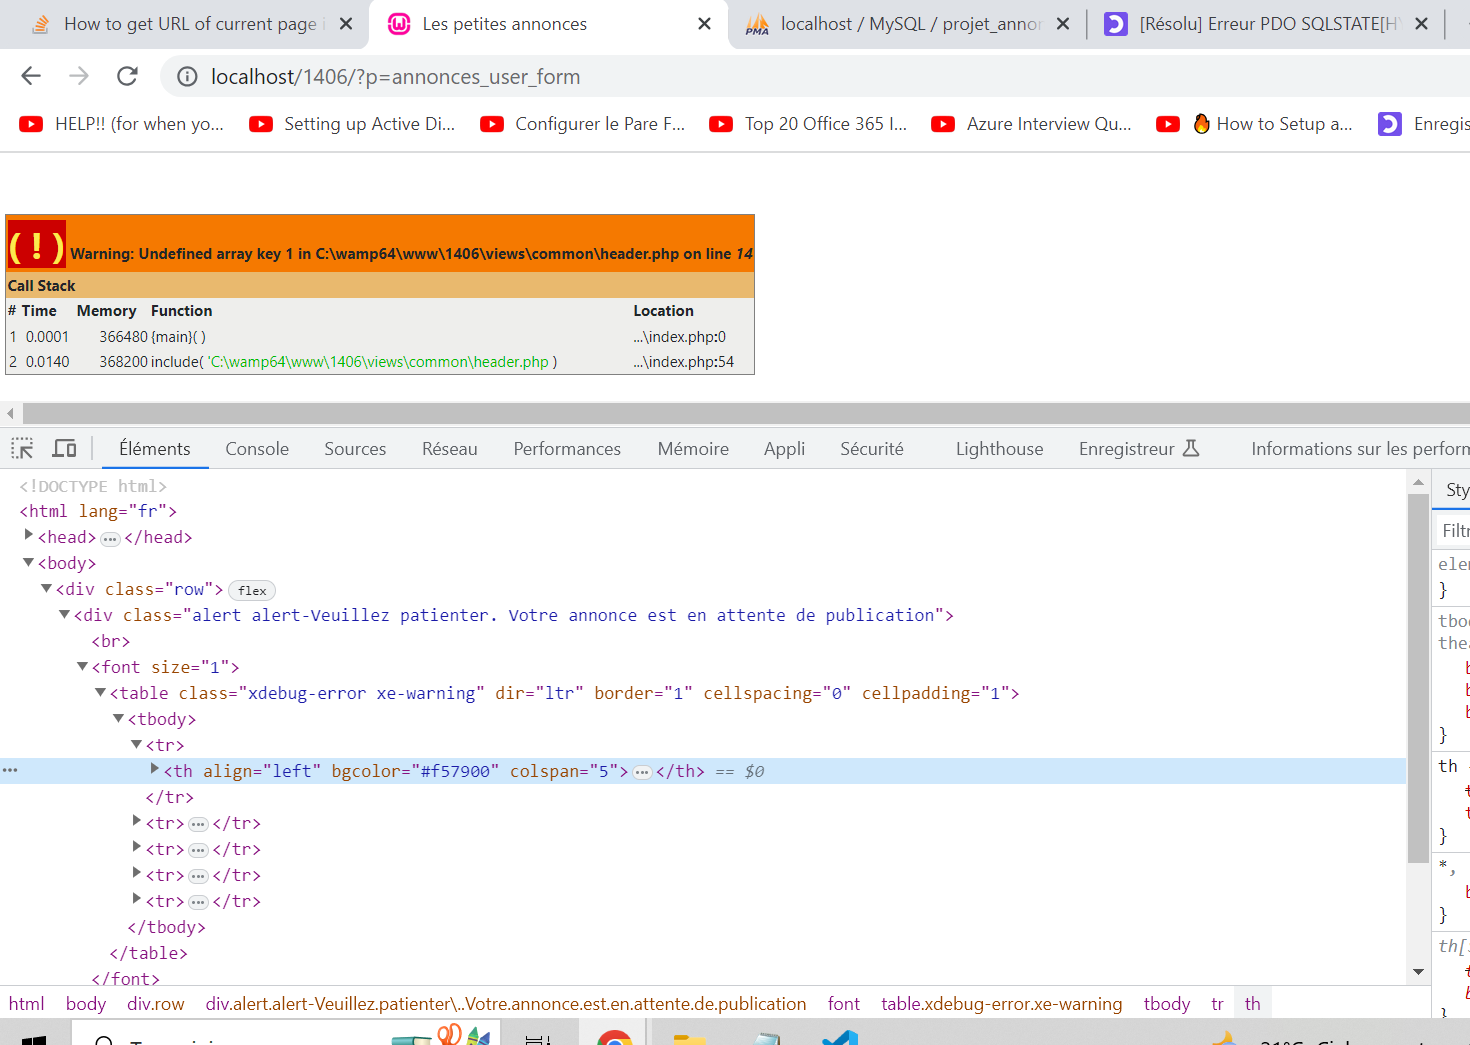 How to get URL of current page i
Les petites annonces
localhost / MySQL / projet_annon
[Résolu] Erreur PDO SQLSTATE[HY
localhost/1406/?p=annonces_user_form
HELP!! (for when yo...
Setting up Active Di...
Configurer le Pare F...
Top 20 Office 365 I...
Azure Interview Qu...
How to Setup a...
Enregis
( ! ) Warning: Undefined array key 1 in C:\wamp64\www\1406\views\common\header.php on line 14
Call Stack
# Time Memory Function Location
1 0.0001 366480 {main}( ) ...\index.php:0
2 0.0140 368200 include( 'C:\wamp64\www\1406\views\common\header.php ) ...\index.php:54
Éléments Console Sources Réseau Performances Mémoire Appli Sécurité Lighthouse Enregistreur Informations sur les perform
<!DOCTYPE html>
<html lang="fr">
<head>…</head>
<body>
<div class="row"> flex
<div class="alert alert-Veuillez patienter. Votre annonce est en attente de publication">
<br>
<font size="1">
<table class="xdebug-error xe-warning" dir="ltr" border="1" cellspacing="0" cellpadding="1">
<tbody>
<tr>
<th align="left" bgcolor="#f57900" colspan="5">…</th> == $0
</tr>
<tr>…</tr>
<tr>…</tr>
<tr>…</tr>
<tr>…</tr>
</tbody>
</table>
</font>
Sty
Filtr
elem
}
tbod
thea
b
b
b
}
th
t
t
}
*,
b
}
th[
t
b
}
html body div.row div.alert.alert-Veuillez.patienter\..Votre.annonce.est.en.attente.de.publication font table.xdebug-error.xe-warning tbody tr th